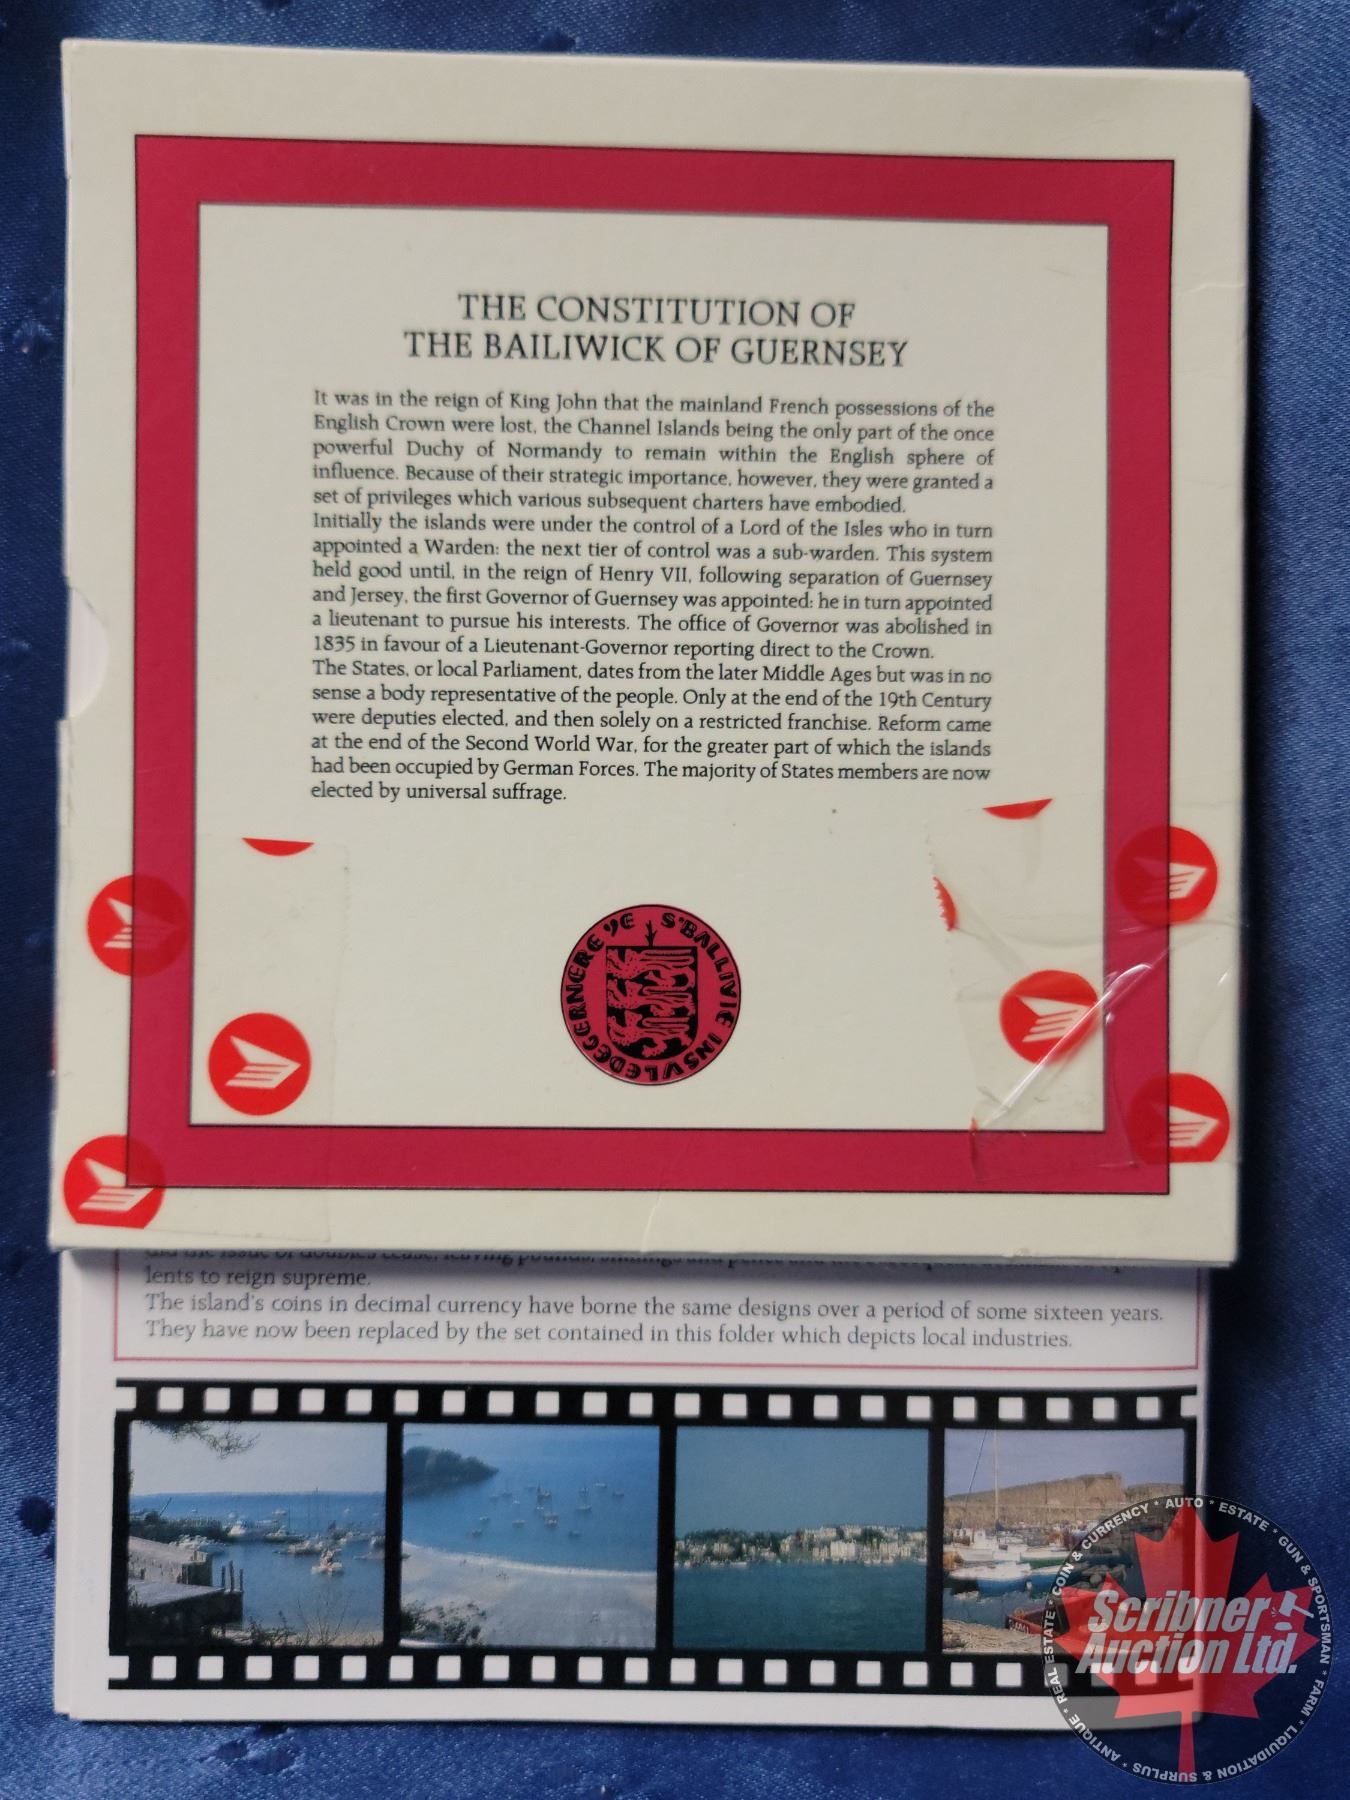 THE CONSTITUTION OF
THE BAILIWICK OF GUERNSEY
It was in the reign of King John that the mainland French possessions of the
English Crown were lost, the Channel Islands being the only part of the once
powerful Duchy of Normandy to remain within the English sphere of
influence. Because of their strategic importance, however, they were granted a
set of privileges which various subsequent charters have embodied.
Initially the islands were under the control of a Lord of the Isles who in turn
appointed a Warden: the next tier of control was a sub-warden. This system
held good until, in the reign of Henry VII, following separation of Guernsey
and Jersey, the first Governor of Guernsey was appointed: he in turn appointed
a lieutenant to pursue his interests. The office of Governor was abolished in
1835 in favour of a Lieutenant-Governor reporting direct to the Crown.
The States, or local Parliament, dates from the later Middle Ages but was in no
sense a body representative of the people. Only at the end of the 19th Century
were deputies elected, and then solely on a restricted franchise. Reform came
at the end of the Second World War, for the greater part of which the islands
had been occupied by German Forces. The majority of States members are now
elected by universal suffrage.
S'BALLIVIE INSVLE DE GERNERE
did the issue of doubles cease, leaving pounds, shillings and pence and
lents to reign supreme.
The island's coins in decimal currency have borne the same designs over a period of some sixteen years.
They have now been replaced by the set contained in this folder which depicts local industries.
Scribner
Auction Ltd.
ANTIQUE * REAL ESTATE * COIN & CURRENCY * AUTO * ESTATE * GUN & SPORTSMAN * FARM * LIQUIDATION & SURPLUS *